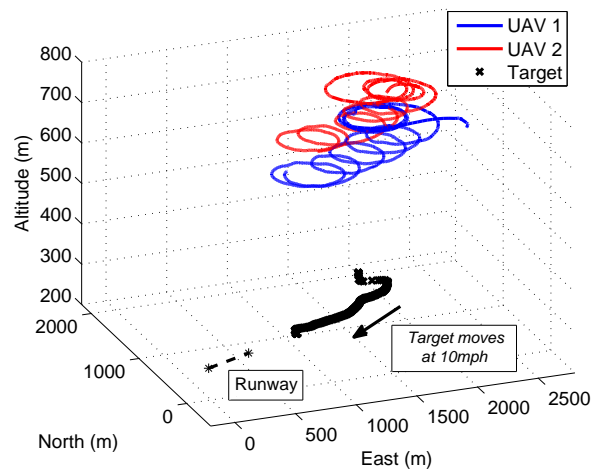 UAV 1
UAV 2
Target
800
700
600
500
400
300
200
Altitude (m)
2000
1000
0
North (m)
0
500
1000
1500
2000
2500
East (m)
Runway
Target moves
at 10mph